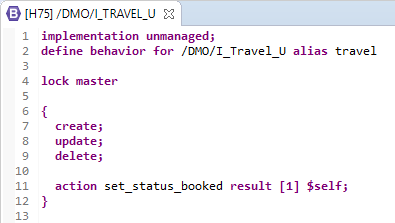 [H75] /DMO/I_TRAVEL_U
1 implementation unmanaged;
2 define behavior for /DMO/I_Travel_U alias travel
3
4 lock master
5
6 {
7 create;
8 update;
9 delete;
10
11 action set_status_booked result [1] $self;
12 }
13